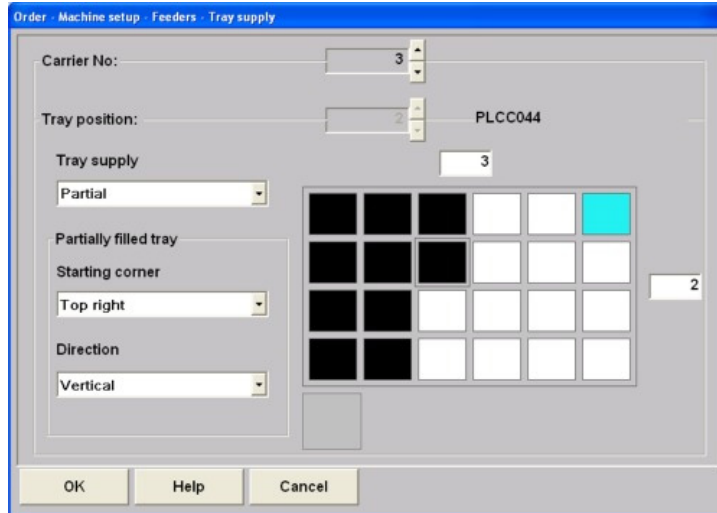 Order - Machine setup - Feeders - Tray supply
Carrier No: 3
Tray position: 2 PLCC044
Tray supply 3
Partial
Partially filled tray
Starting corner
2
Top right
Direction
Vertical
OK Help Cancel